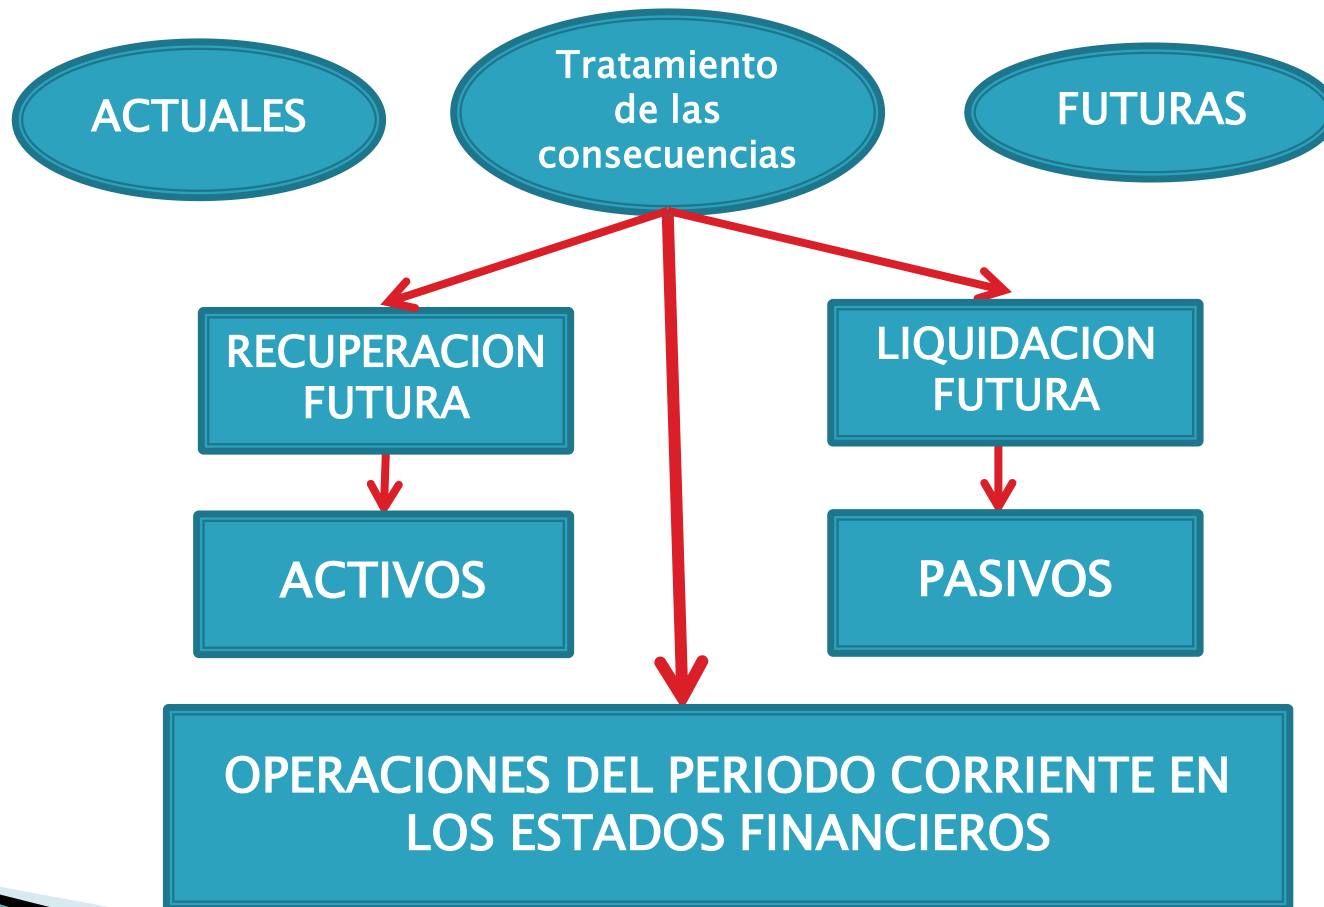 ACTUALES
Tratamiento
de las
consecuencias
FUTURAS
RECUPERACION
FUTURA
LIQUIDACION
FUTURA
ACTIVOS
PASIVOS
OPERACIONES DEL PERIODO CORRIENTE EN
LOS ESTADOS FINANCIEROS